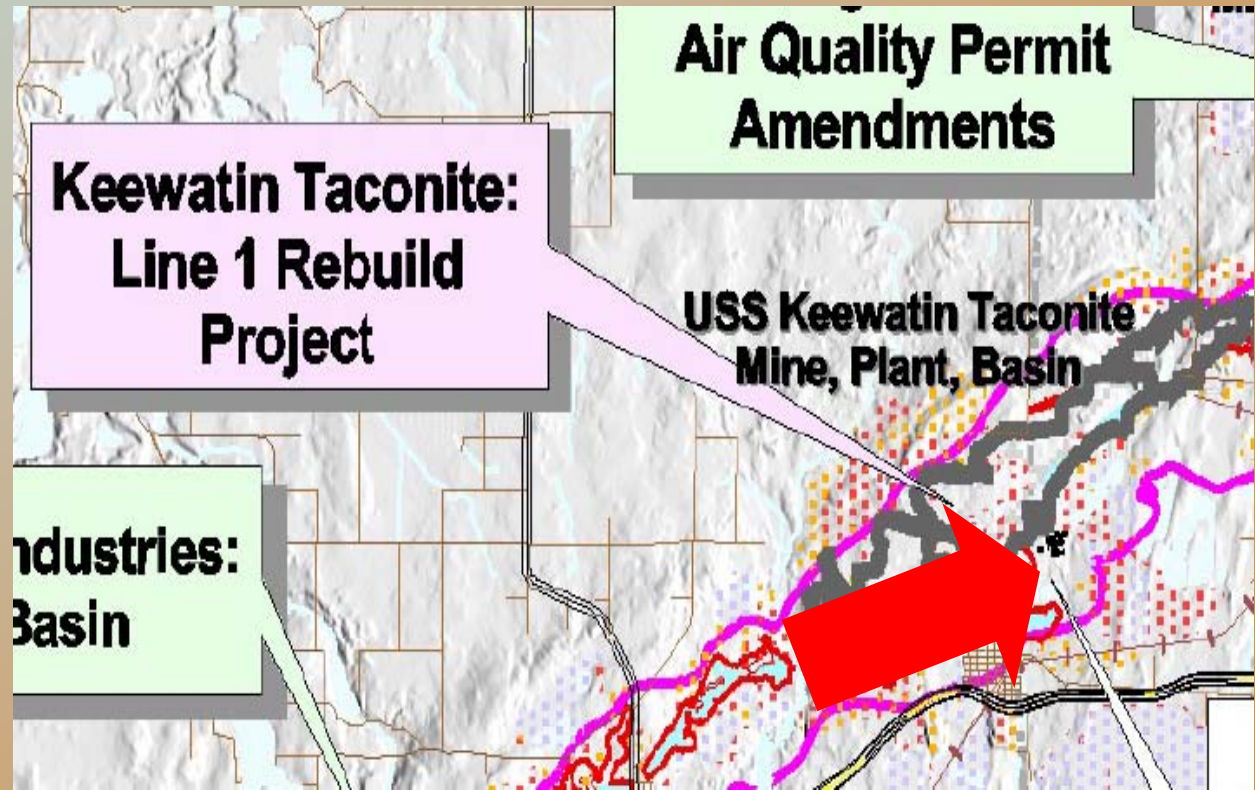 Air Quality Permit
Amendments
Keewatin Taconite:
Line 1 Rebuild
Project
USS Keewatin Taconite
Mine, Plant, Basin
ndustries:
Basin